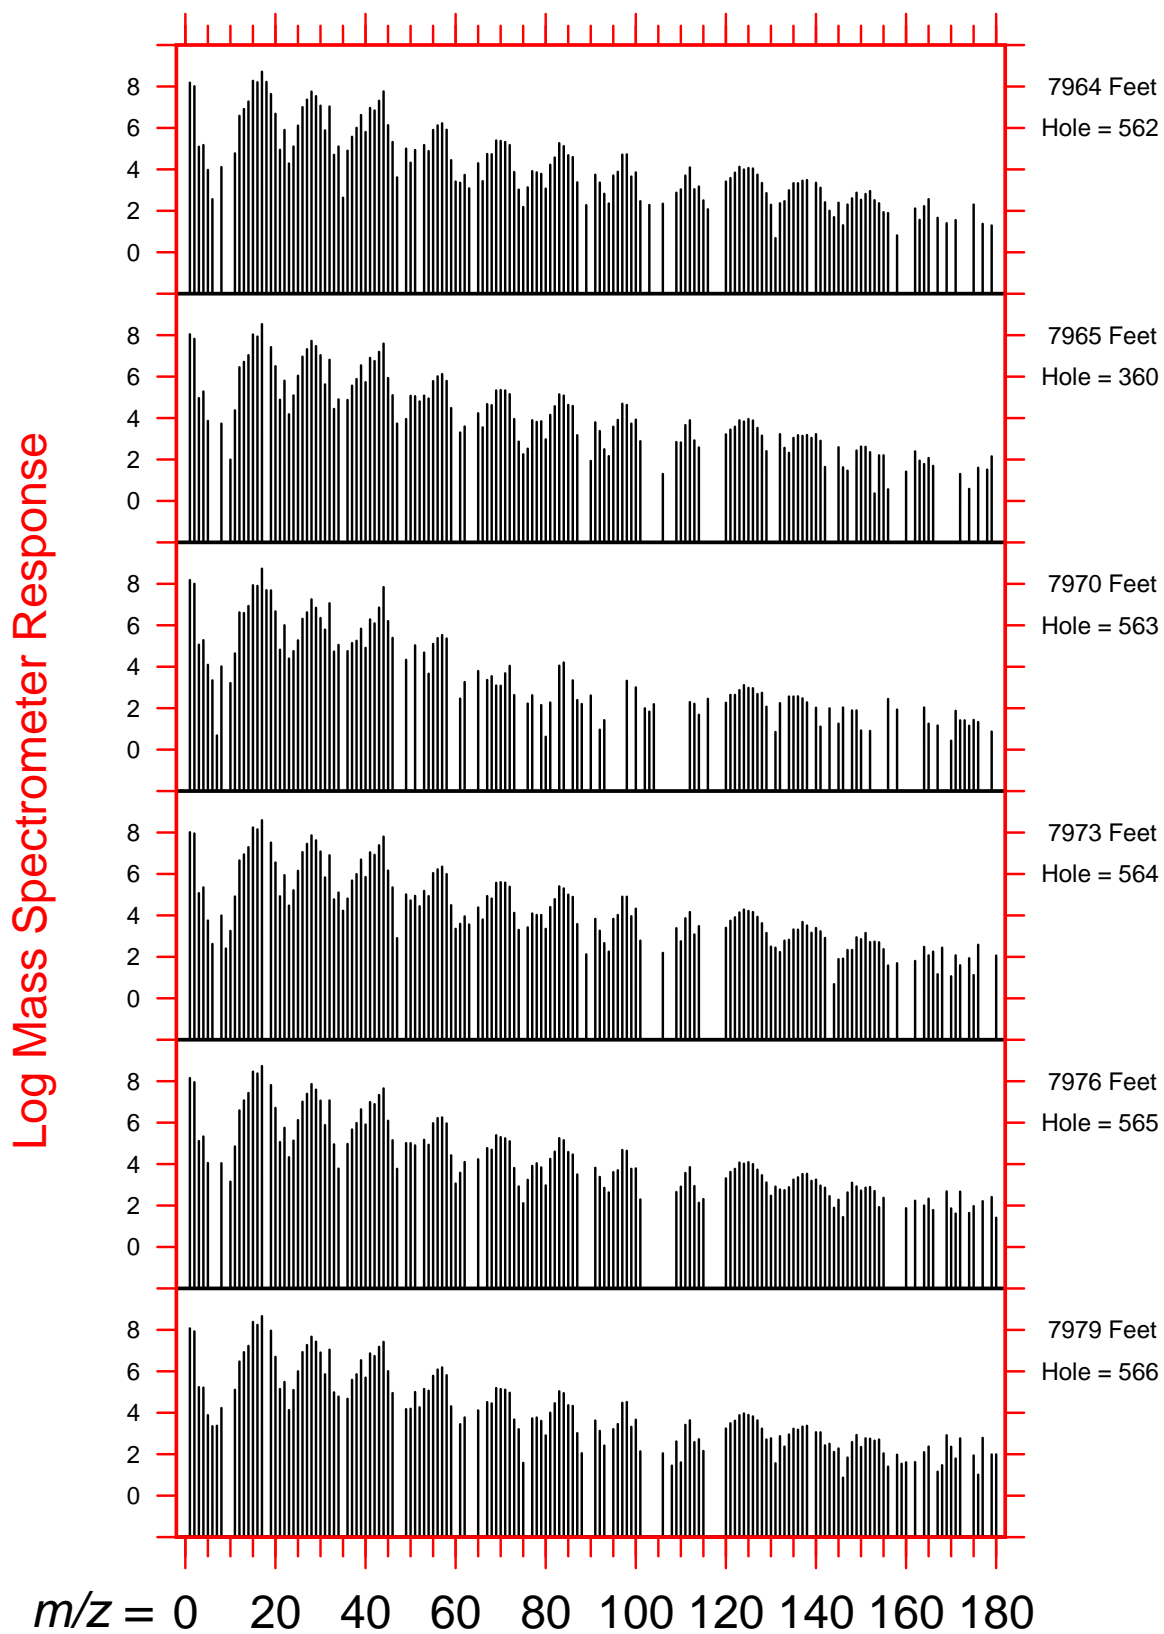 Log Mass Spectrometer Response
8
6
4
2
0
7964 Feet
Hole = 562
8
6
4
2
0
7965 Feet
Hole = 360
8
6
4
2
0
7970 Feet
Hole = 563
8
6
4
2
0
7973 Feet
Hole = 564
8
6
4
2
0
7976 Feet
Hole = 565
8
6
4
2
0
7979 Feet
Hole = 566
m/z = 0 20 40 60 80 100 120 140 160 180